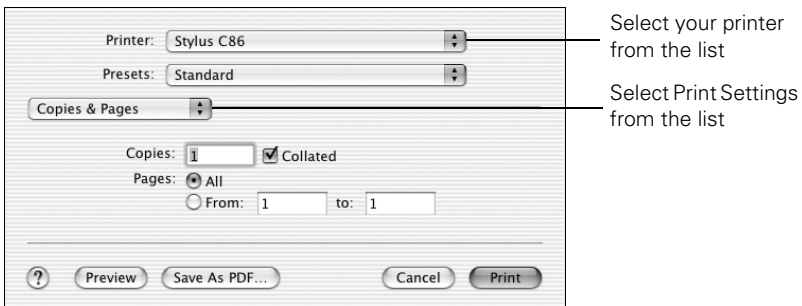 Printer: Stylus C86
Select your printer
from the list
Presets: Standard
Copies & Pages
Select Print Settings
from the list
Copies: 1 Collated
Pages: All
From: 1 to: 1
? Preview Save As PDF... Cancel Print